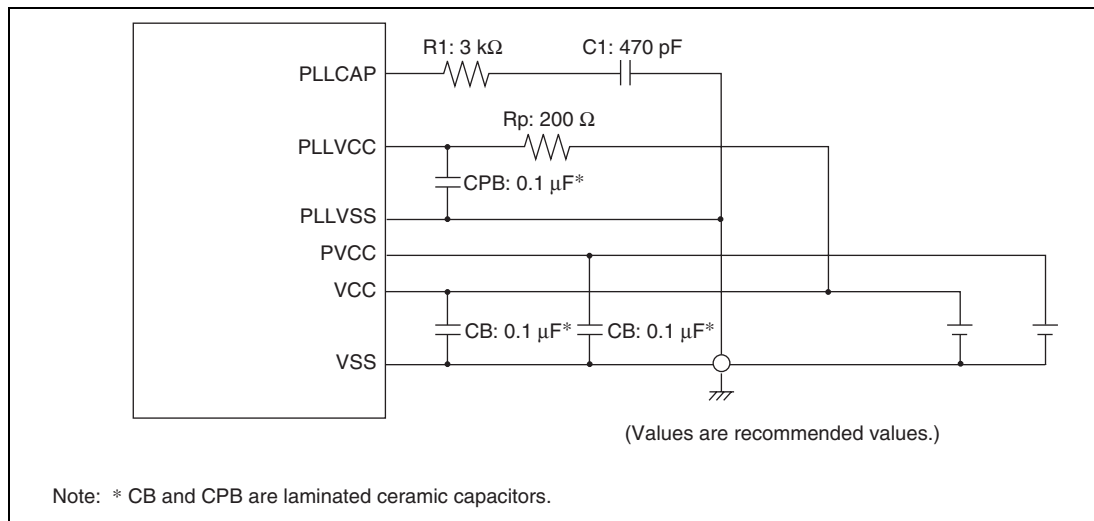 R1: 3 kΩ
C1: 470 pF
PLLCAP
Rp: 200 Ω
PLLVCC
CPB: 0.1 μF*
PLLVSS
PVCC
VCC
CB: 0.1 μF*
CB: 0.1 μF*
VSS
(Values are recommended values.)
Note: * CB and CPB are laminated ceramic capacitors.